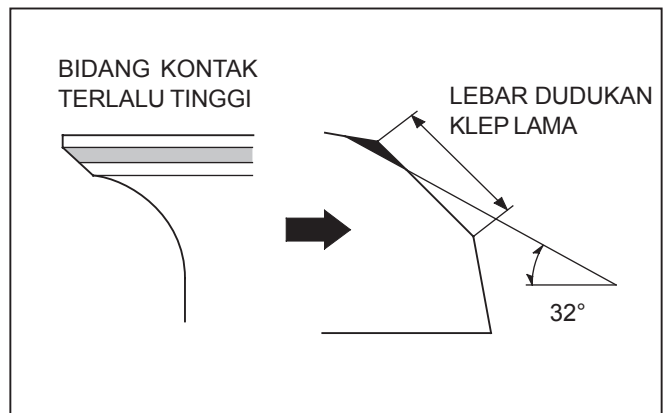 BIDANG KONTAK
TERLALU TINGGI
LEBAR DUDUKAN
KLEP LAMA
32°